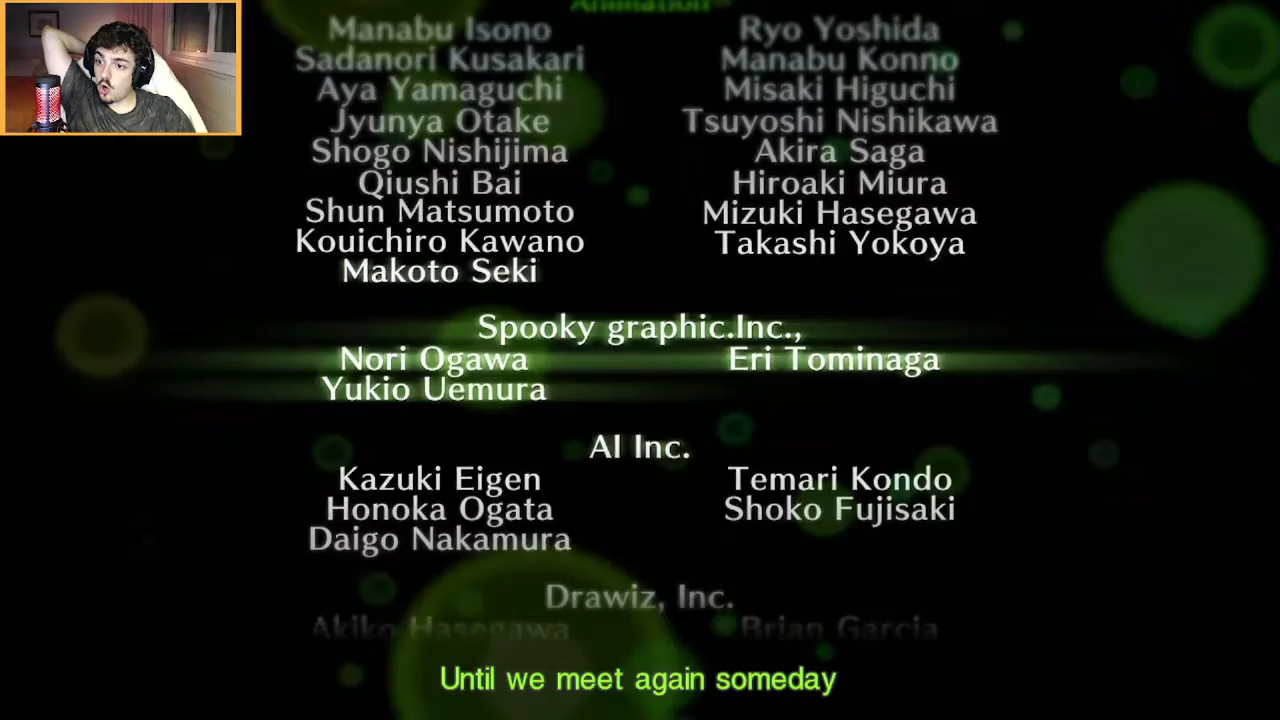 Animation
Manabu Isono Ryo Yoshida
Sadanori Kusakari Manabu Konno
Aya Yamaguchi Misaki Higuchi
Jyunya Otake Tsuyoshi Nishikawa
Shogo Nishijima Akira Saga
Qiushi Bai Hiroaki Miura
Shun Matsumoto Mizuki Hasegawa
Kouichiro Kawano Takashi Yokoya
Makoto Seki
Spooky graphic.Inc.,
Nori Ogawa Eri Tominaga
Yukio Uemura
AI Inc.
Kazuki Eigen Temari Kondo
Honoka Ogata Shoko Fujisaki
Daigo Nakamura
Drawiz, Inc.
Akiko Hasegawa Brian Garcia
Until we meet again someday